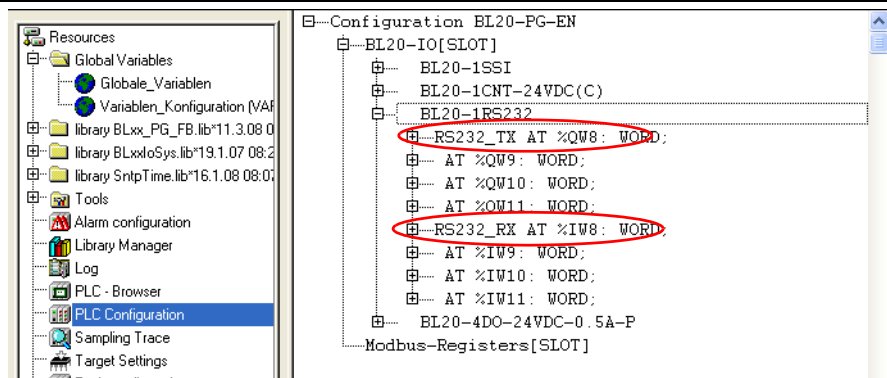 Resources
Global Variables
Globale_Variablen
Variablen_Konfiguration (VAF
library BLxx_PG_FB.lib*11.3.08 0
library BLxxIoSys.lib*19.1.07 08:2
library SntpTime.lib*16.1.08 08:0
Tools
Alarm configuration
Library Manager
Log
PLC - Browser
PLC Configuration
Sampling Trace
Target Settings
Configuration BL20-PG-EN
BL20-IO[SLOT]
BL20-1SSI
BL20-1CNT-24VDC(C)
BL20-1RS232
RS232_TX AT %QW8: WORD;
AT %QW9: WORD;
AT %QW10: WORD;
AT %QW11: WORD;
RS232_RX AT %IW8: WORD;
AT %IW9: WORD;
AT %IW10: WORD;
AT %IW11: WORD;
BL20-4DO-24VDC-0.5A-P
Modbus-Registers[SLOT]